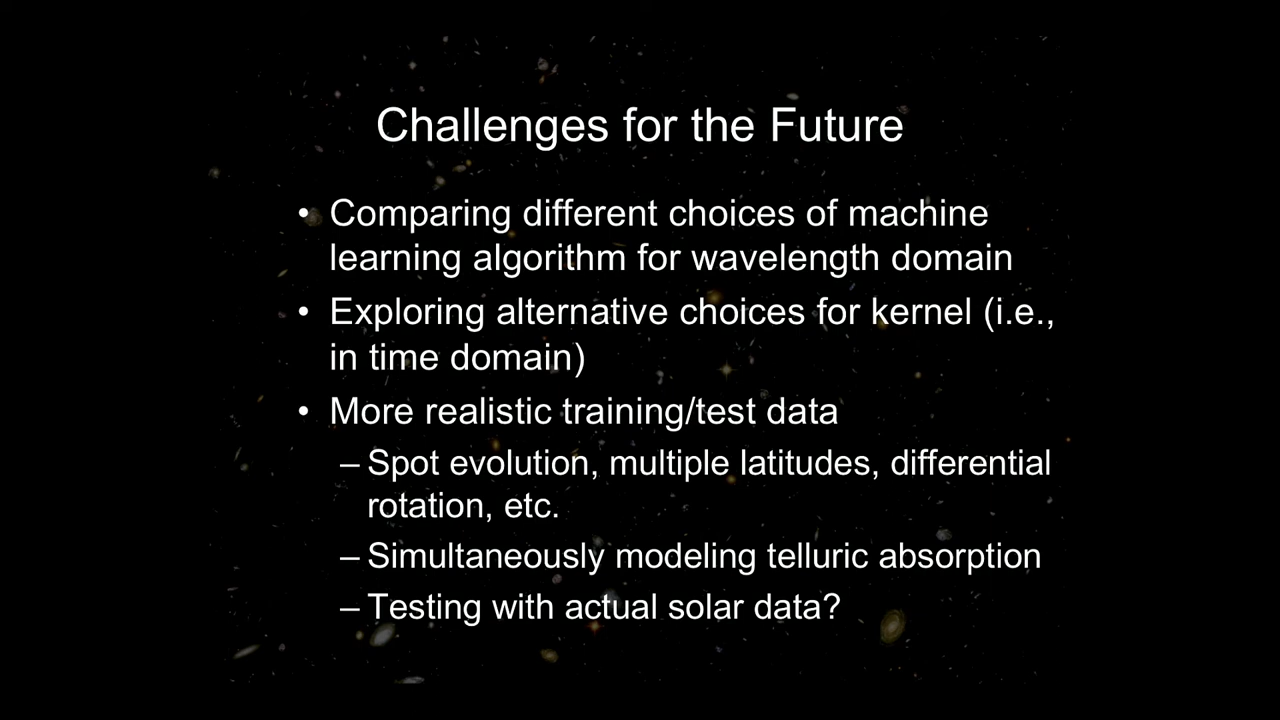 Challenges for the Future
• Comparing different choices of machine
learning algorithm for wavelength domain
• Exploring alternative choices for kernel (i.e.,
in time domain)
• More realistic training/test data
– Spot evolution, multiple latitudes, differential
rotation, etc.
– Simultaneously modeling telluric absorption
– Testing with actual solar data?